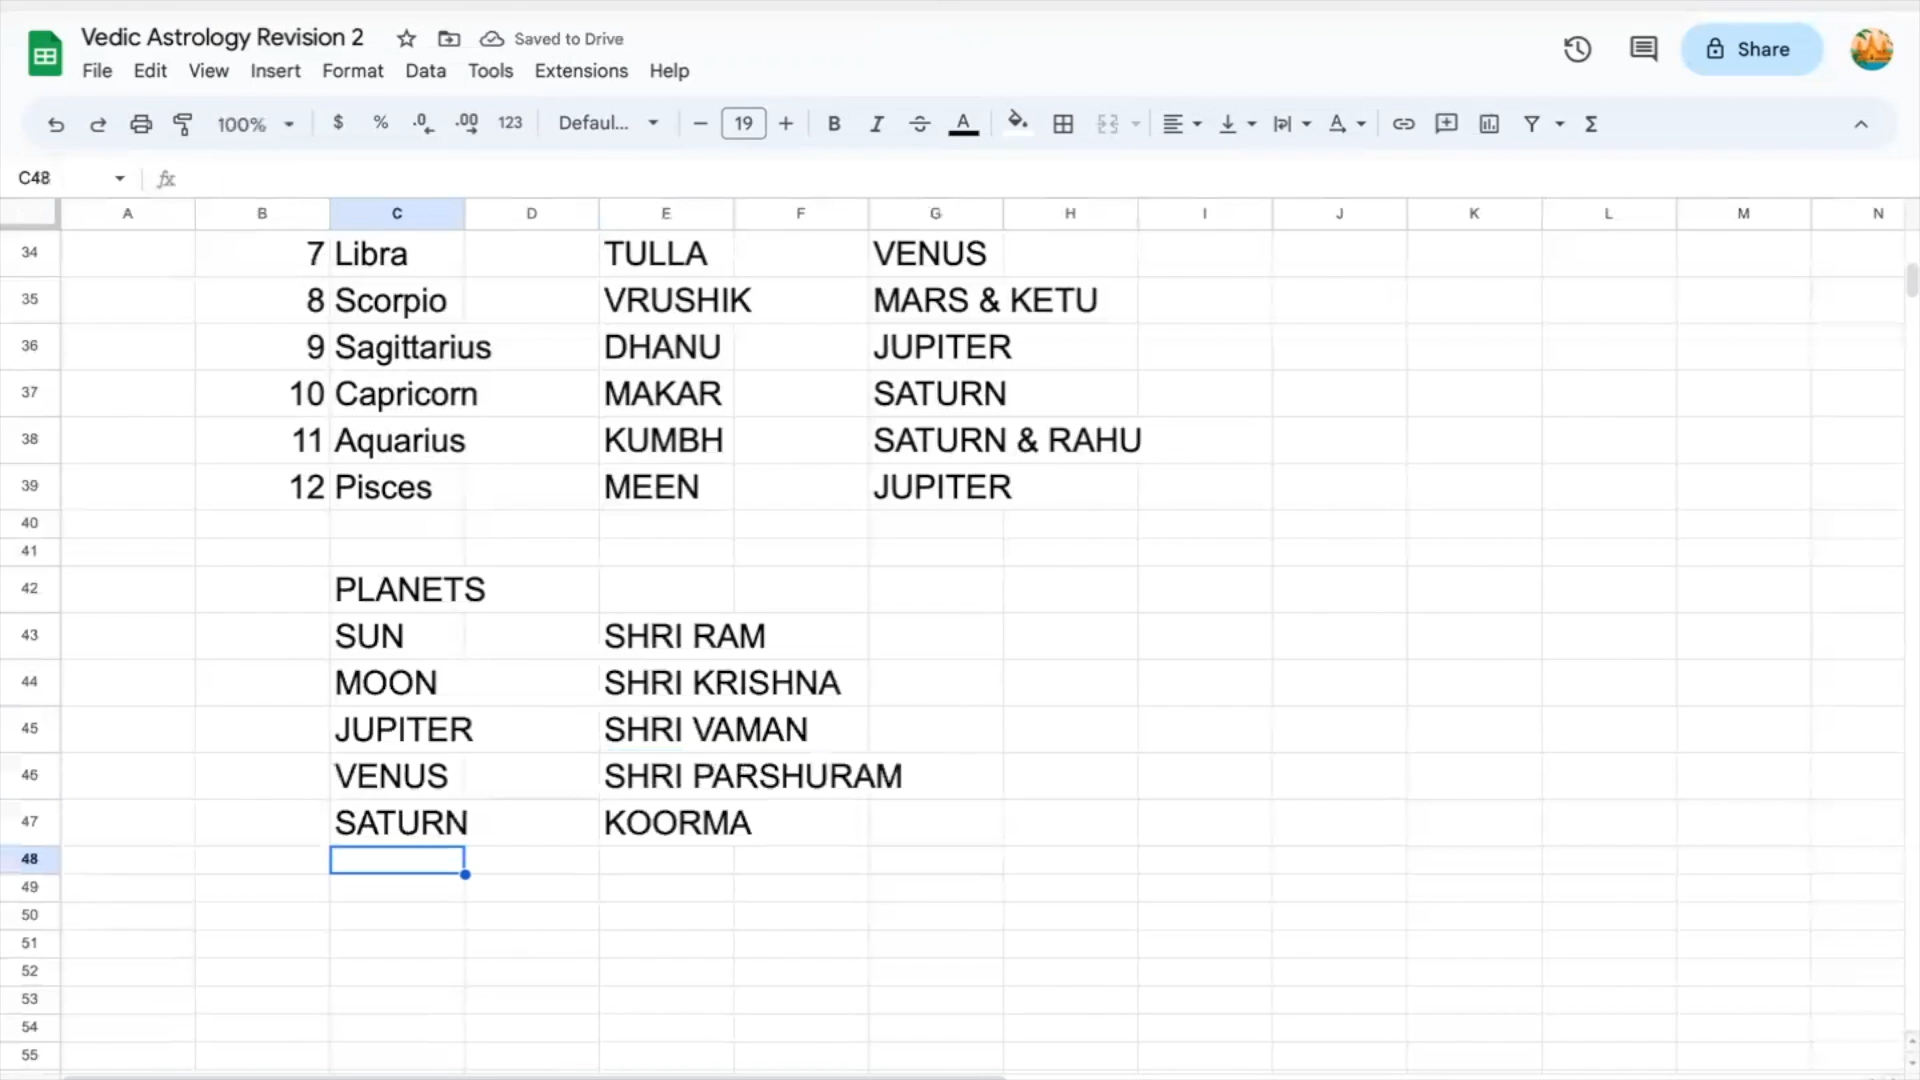 Vedic Astrology Revision 2 Saved to Drive
File Edit View Insert Format Data Tools Extensions Help
Share
100% $ % .0 .00 123 Defaul... 19 B I A
C48 fx
A B C D E F G H I J K L M N
34 7 Libra TULLA VENUS
35 8 Scorpio VRUSHIK MARS & KETU
36 9 Sagittarius DHANU JUPITER
37 10 Capricorn MAKAR SATURN
38 11 Aquarius KUMBH SATURN & RAHU
39 12 Pisces MEEN JUPITER
40
41
42 PLANETS
43 SUN SHRI RAM
44 MOON SHRI KRISHNA
45 JUPITER SHRI VAMAN
46 VENUS SHRI PARSHURAM
47 SATURN KOORMA
48
49
50
51
52
53
54
55